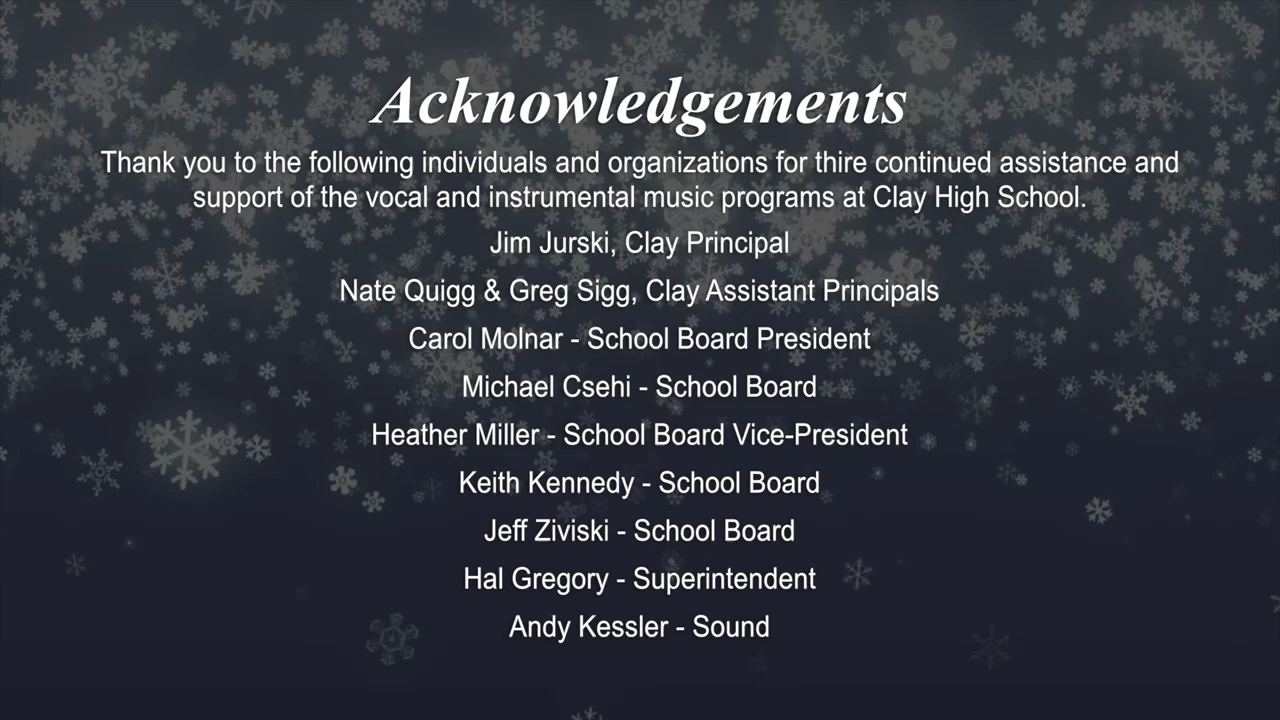 Acknowledgements
Thank you to the following individuals and organizations for thire continued assistance and
support of the vocal and instrumental music programs at Clay High School.
Jim Jurski, Clay Principal
Nate Quigg & Greg Sigg, Clay Assistant Principals
Carol Molnar - School Board President
Michael Csehi - School Board
Heather Miller - School Board Vice-President
Keith Kennedy - School Board
Jeff Ziviski - School Board
Hal Gregory - Superintendent
Andy Kessler - Sound